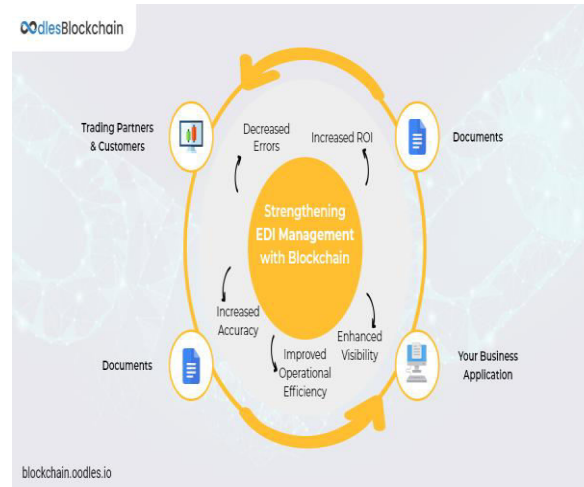 OodlesBlockchain
Trading Partners
& Customers
Decreased
Errors
Increased ROI
Documents
Strengthening
EDI Management
with Blockchain
Increased
Accuracy
Improved
Operational
Efficiency
Enhanced
Visibility
Documents
Your Business
Application
blockchain.oodles.io